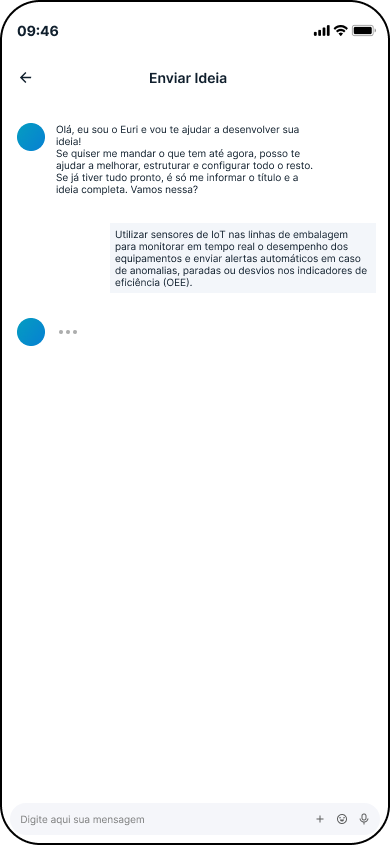 09:46
Enviar Ideia
Olá, eu sou o Euri e vou te ajudar a desenvolver sua
ideia!
Se quiser me mandar o que tem até agora, posso te
ajudar a melhorar, estruturar e configurar todo o resto.
Se já tiver tudo pronto, é só me informar o título e a
ideia completa. Vamos nessa?
Utilizar sensores de IoT nas linhas de embalagem
para monitorar em tempo real o desempenho dos
equipamentos e enviar alertas automáticos em caso
de anomalias, paradas ou desvios nos indicadores de
eficiência (OEE).
Digite aqui sua mensagem